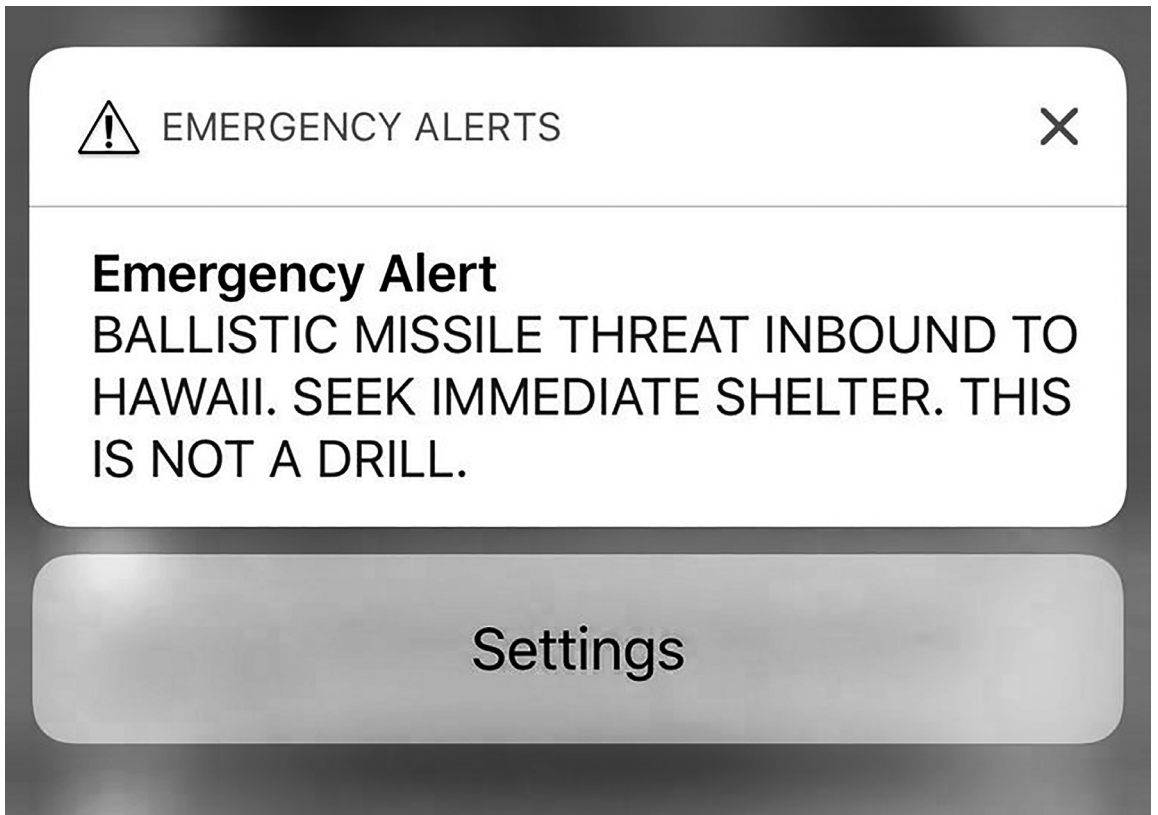 EMERGENCY ALERTS
Emergency Alert
BALLISTIC MISSILE THREAT INBOUND TO
HAWAII. SEEK IMMEDIATE SHELTER. THIS
IS NOT A DRILL.
Settings